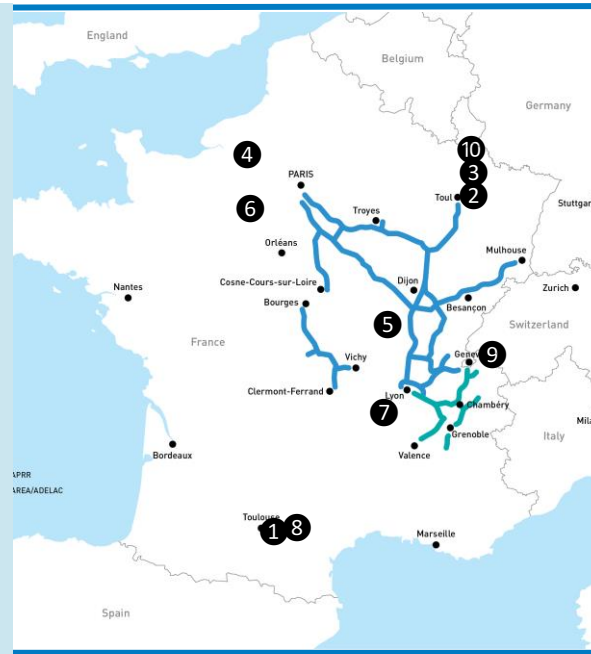 England
Belgium
Germany
10
4
3
PARIS
Toul
2
6
Troyes
Stuttgar
Orléans
Mulhouse
Cosne-Cours-sur-Loire
Dijon
Nantes
Besançon
Zurich
Bourges
5
Switzerland
France
Vichy
Genev
9
Clermont-Ferrand
Lyon
7
Chambéry
Grenoble
Mila
Italy
Bordeaux
Valence
APRR
AREA/ADELAC
Toulouse
1
8
Marseille
Spain